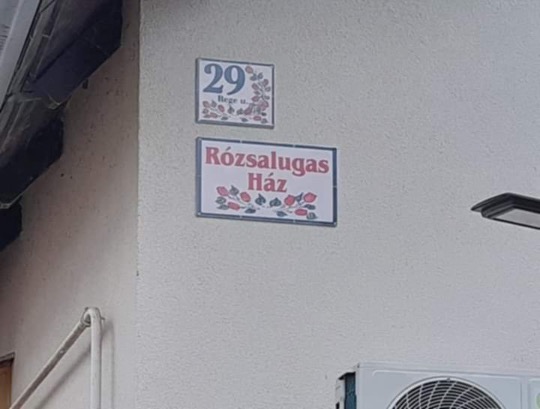 29
Rege u.
Rózsalugas
Ház